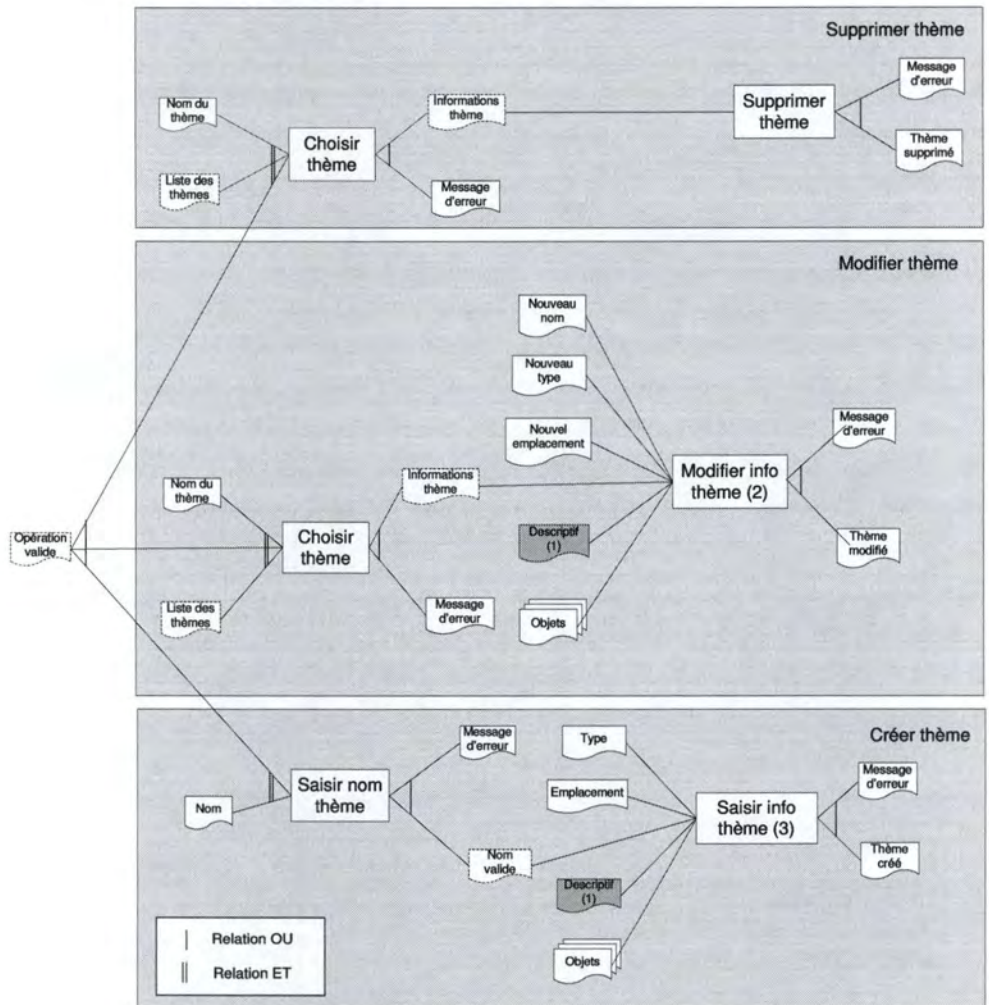 Supprimer thème
Message
d'erreur
Informations
thème
Nom du
thème
Supprimer
thème
Choisir
thème
Thème
supprimé
Liste des
thèmes
Message
d'erreur
Modifier thème
Nouveau
nom
Nouveau
type
Nouvel
emplacement
Message
d'erreur
Modifier info
thème (2)
Informations
thème
Nom du
thème
Opération
valide
Choisir
thème
Descriptif
(1)
Thème
modifié
Liste des
thèmes
Message
d'erreur
Objets
Créer thème
Message
d'erreur
Type
Message
d'erreur
Saisir nom
thème
Emplacement
Nom
Saisir info
thème (3)
Nom
valide
Thème
créé
Descriptif
(1)
Objets
Relation OU
Relation ET